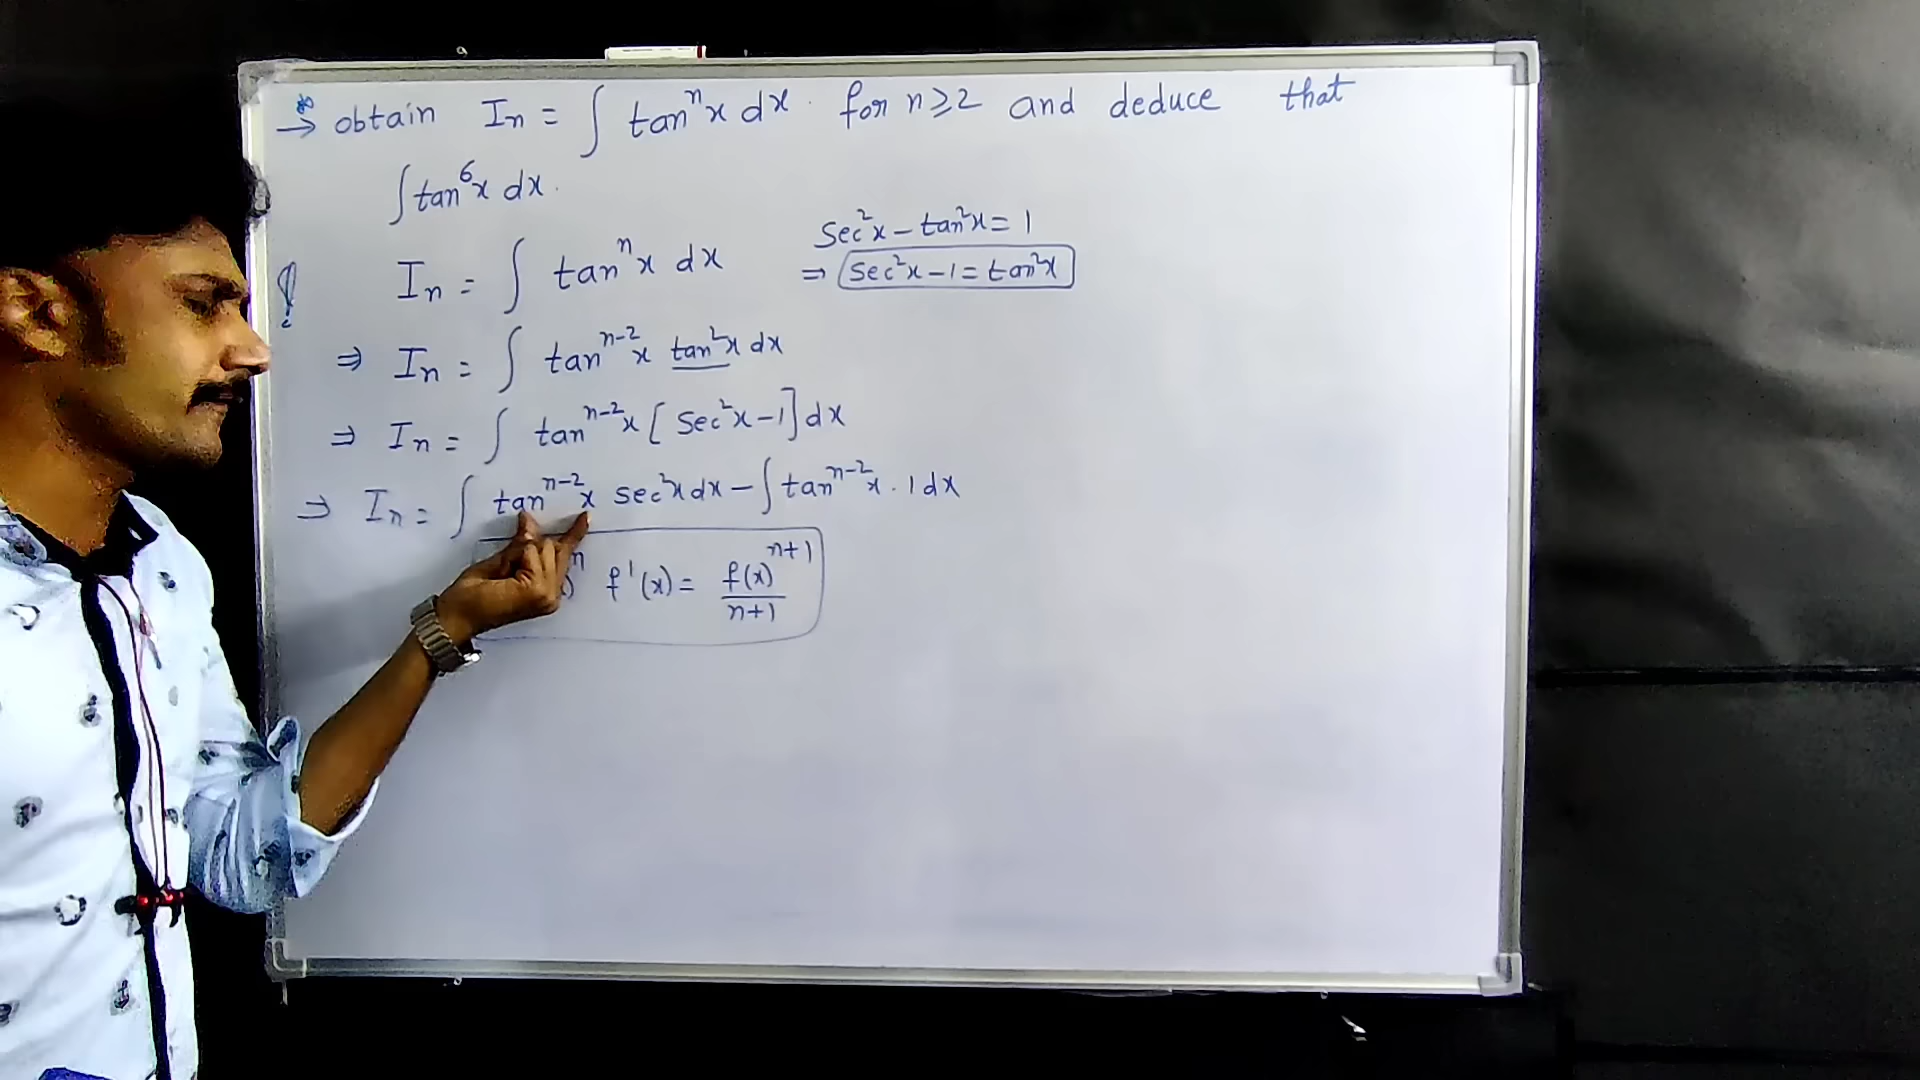 → obtain Iₙ = ∫ tanⁿx dx. for n ≥ 2 and deduce that
∫ tan⁶x dx.
Iₙ = ∫ tanⁿx dx
sec²x – tan²x = 1
⇒ sec²x – 1 = tan²x
⇒ Iₙ = ∫ tanⁿ⁻²x tan²x dx
⇒ Iₙ = ∫ tanⁿ⁻²x [ sec²x – 1 ] dx
⇒ Iₙ = ∫ tanⁿ⁻²x sec²x dx – ∫ tanⁿ⁻²x . 1 dx
)ⁿ f'(x) = f(x)ⁿ⁺¹ / n+1